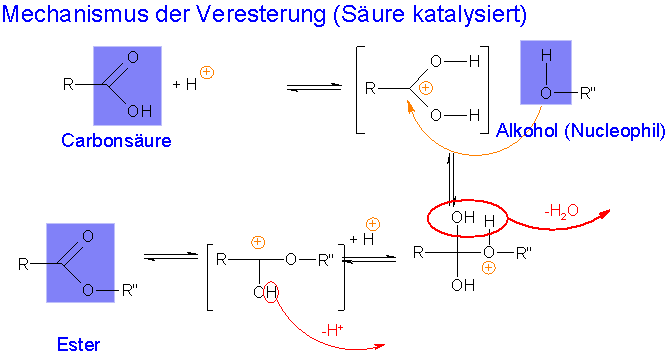 Mechanismus der Veresterung (Säure katalysiert)
O
R
OH
+ H +
Carbonsäure
O H
R
+
O H
H
O R"
Alkohol (Nucleophil)
OH H
-H2O
R O R"
+
OH
+ H +
+
R O R"
OH
-H+
O
R
O R"
Ester